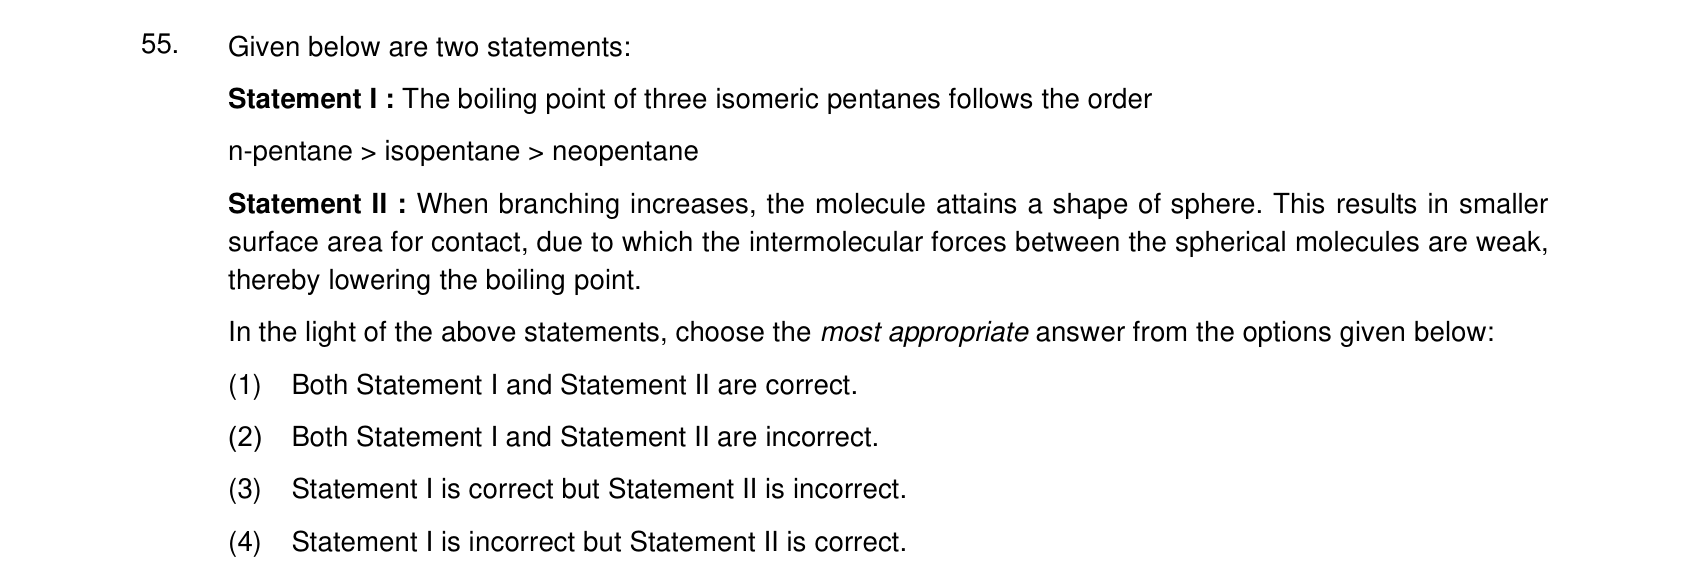 55. Given below are two statements:
Statement I : The boiling point of three isomeric pentanes follows the order
n-pentane > isopentane > neopentane
Statement II : When branching increases, the molecule attains a shape of sphere. This results in smaller
surface area for contact, due to which the intermolecular forces between the spherical molecules are weak,
thereby lowering the boiling point.
In the light of the above statements, choose the most appropriate answer from the options given below:
(1) Both Statement I and Statement II are correct.
(2) Both Statement I and Statement II are incorrect.
(3) Statement I is correct but Statement II is incorrect.
(4) Statement I is incorrect but Statement II is correct.